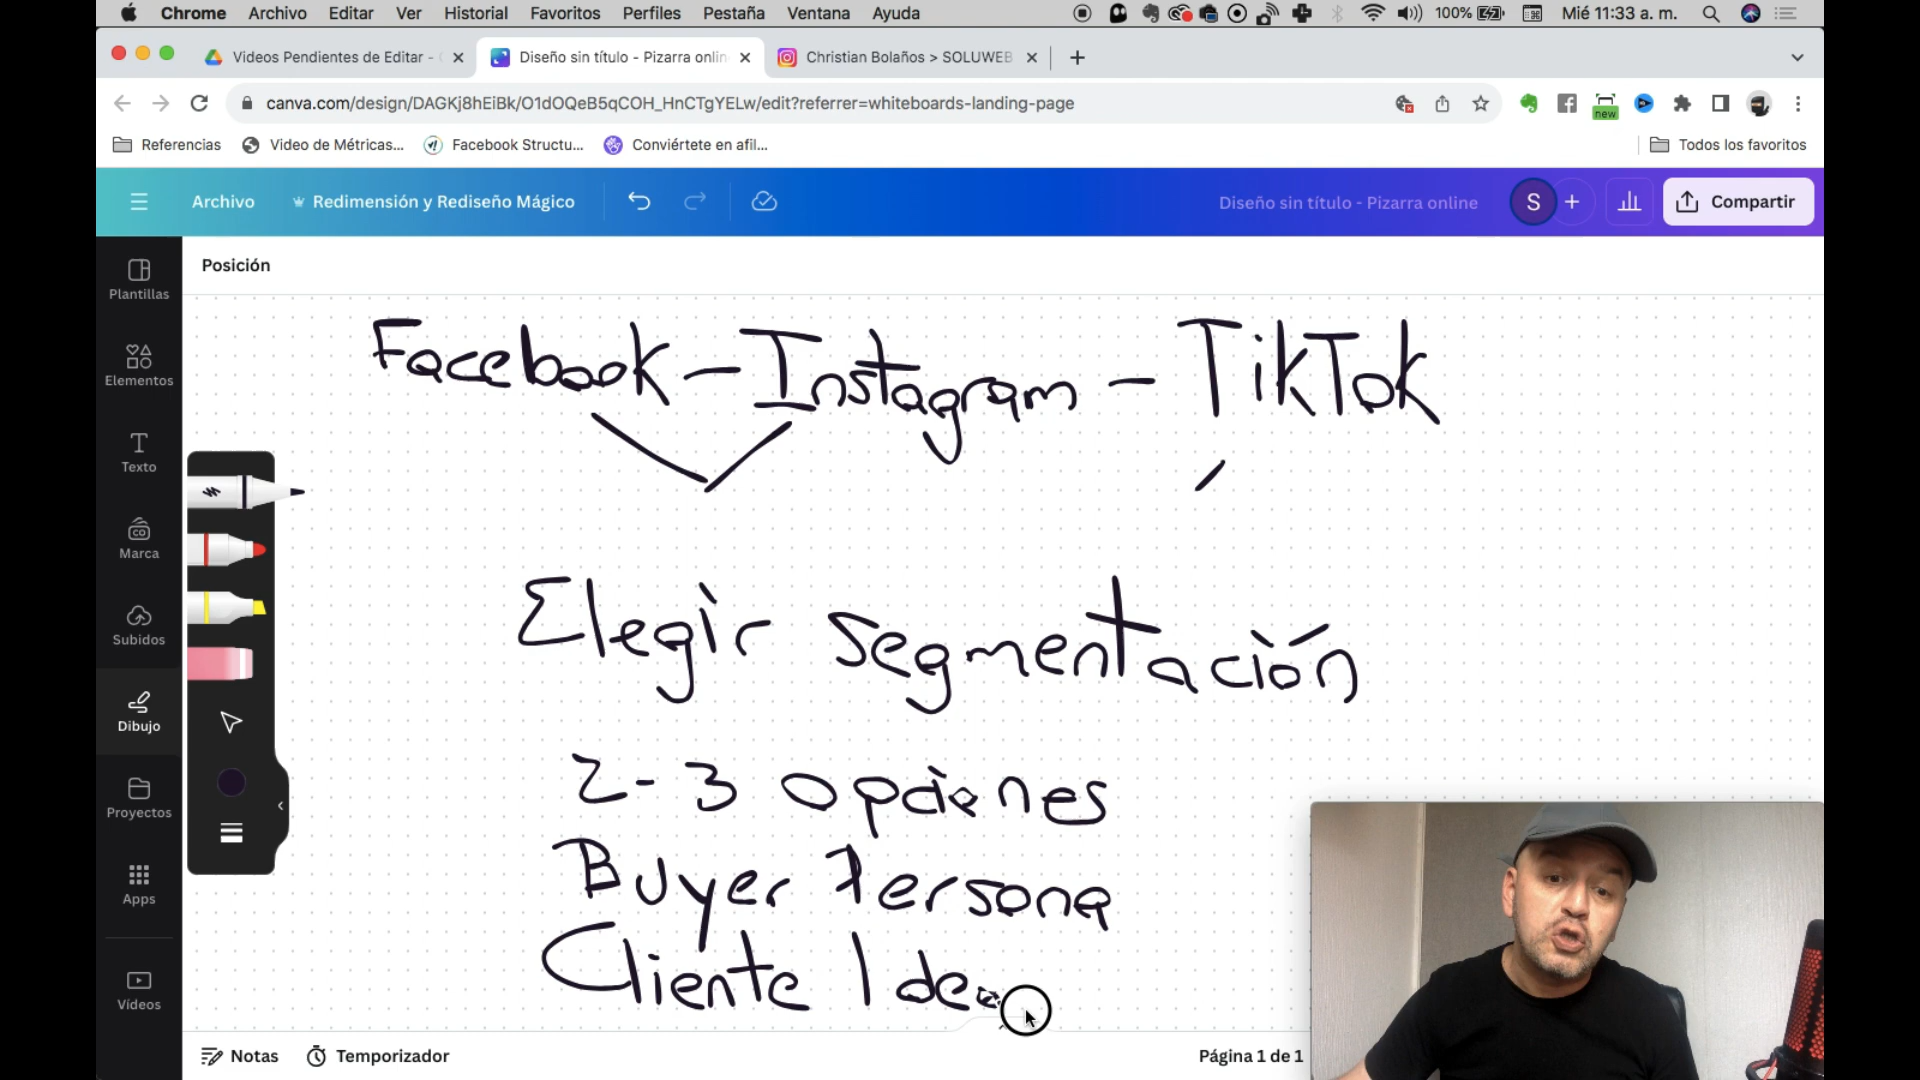 Chrome Archivo Editar Ver Historial Favoritos Perfiles Pestaña Ventana Ayuda 100% Mié 11:33 a. m.
Videos Pendientes de Editar - Diseño sin título - Pizarra onlin Christian Bolaños > SOLUWEB
canva.com/design/DAGKj8hEiBk/O1dOQeB5qCOH_HnCTgYELw/edit?referrer=whiteboards-landing-page new
Referencias Video de Métricas... Facebook Structu... Conviértete en afil... Todos los favoritos
Archivo Redimensión y Rediseño Mágico Diseño sin título - Pizarra online S Compartir
Posición
Plantillas
Elementos
Texto
Marca
Subidos
Dibujo
Proyectos
Apps
Vídeos
Facebook - Instagram - TikTok
Elegir segmentación
2-3 opciones
Buyer Persona
Cliente Idea
Notas Temporizador Página 1 de 1